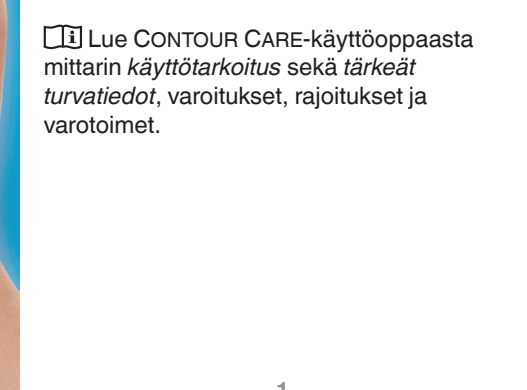 Lue CONTOUR CARE-käyttöoppaasta
mittarin käyttötarkoitus sekä tärkeät
turvatiedot, varoitukset, rajoitukset ja
varotoimet.
1